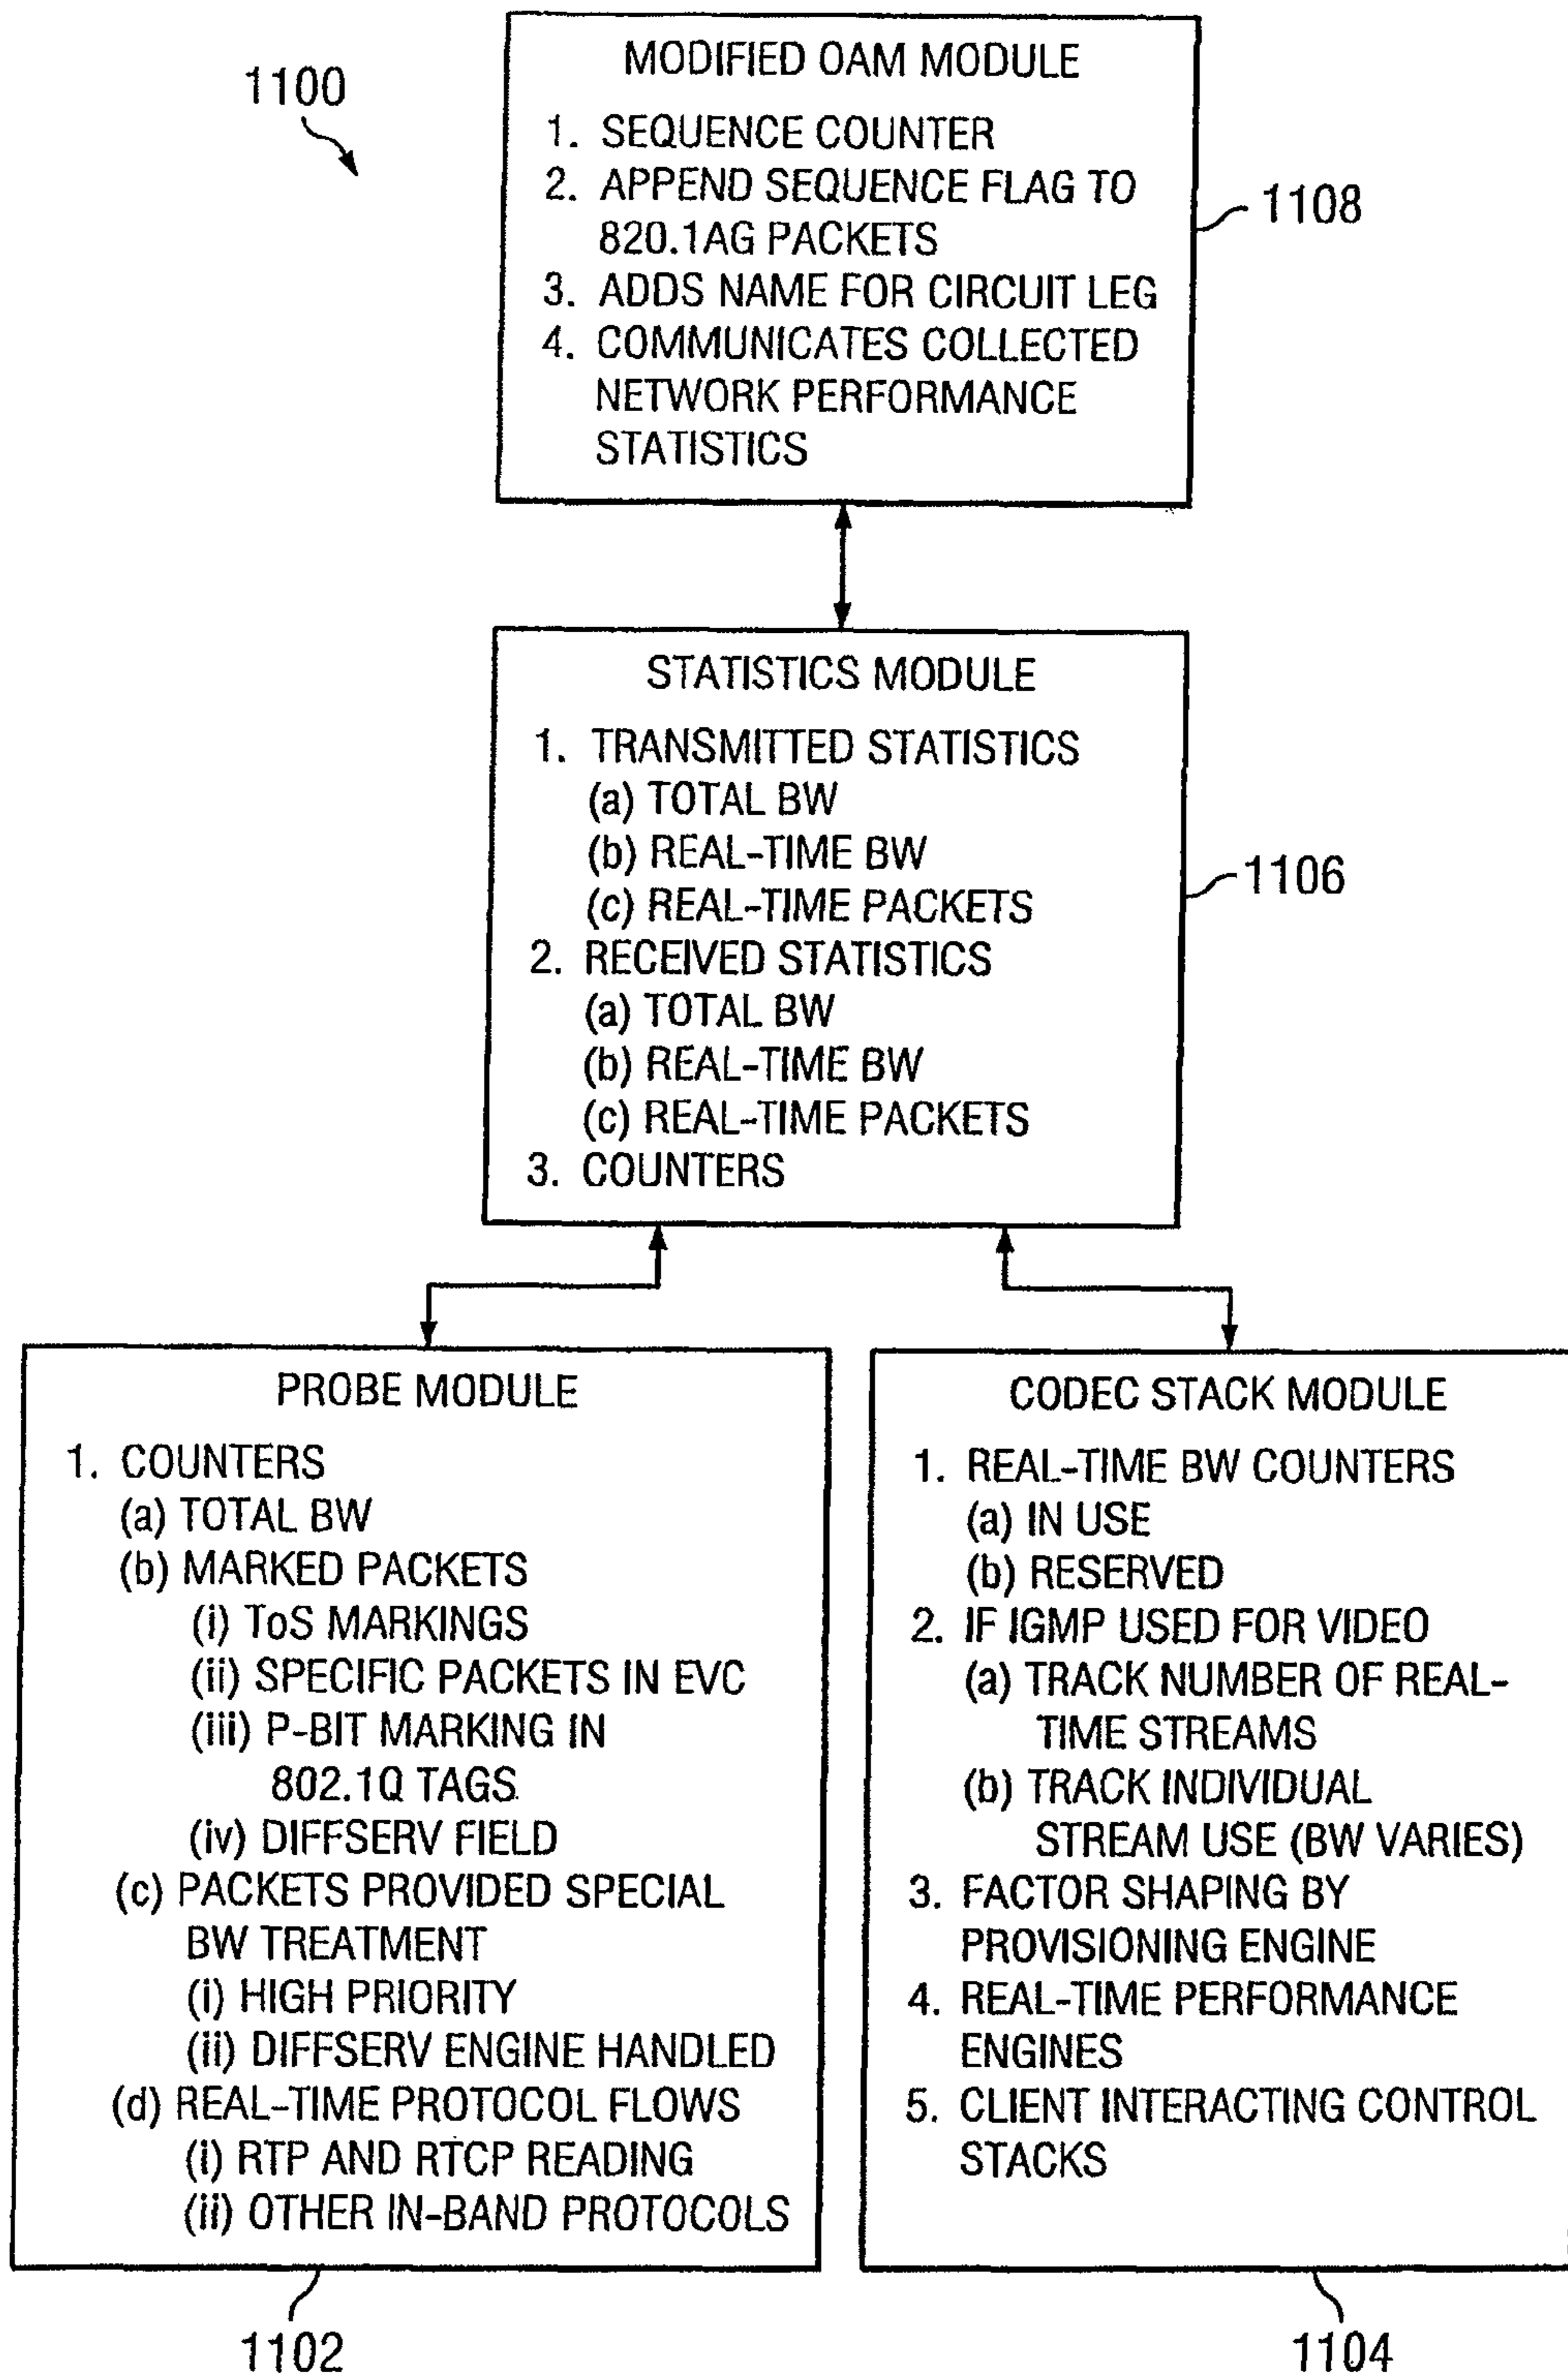 1100
MODIFIED OAM MODULE
1. SEQUENCE COUNTER
2. APPEND SEQUENCE FLAG TO
820.1AG PACKETS
3. ADDS NAME FOR CIRCUIT LEG
4. COMMUNICATES COLLECTED
NETWORK PERFORMANCE
STATISTICS
1108
STATISTICS MODULE
1. TRANSMITTED STATISTICS
(a) TOTAL BW
(b) REAL-TIME BW
(c) REAL-TIME PACKETS
2. RECEIVED STATISTICS
(a) TOTAL BW
(b) REAL-TIME BW
(c) REAL-TIME PACKETS
3. COUNTERS
1106
PROBE MODULE
1. COUNTERS
(a) TOTAL BW
(b) MARKED PACKETS
(i) ToS MARKINGS
(ii) SPECIFIC PACKETS IN EVC
(iii) P-BIT MARKING IN
802.1Q TAGS
(iv) DIFFSERV FIELD
(c) PACKETS PROVIDED SPECIAL
BW TREATMENT
(i) HIGH PRIORITY
(ii) DIFFSERV ENGINE HANDLED
(d) REAL-TIME PROTOCOL FLOWS
(i) RTP AND RTCP READING
(ii) OTHER IN-BAND PROTOCOLS
1102
CODEC STACK MODULE
1. REAL-TIME BW COUNTERS
(a) IN USE
(b) RESERVED
2. IF IGMP USED FOR VIDEO
(a) TRACK NUMBER OF REAL-
TIME STREAMS
(b) TRACK INDIVIDUAL
STREAM USE (BW VARIES)
3. FACTOR SHAPING BY
PROVISIONING ENGINE
4. REAL-TIME PERFORMANCE
ENGINES
5. CLIENT INTERACTING CONTROL
STACKS
1104